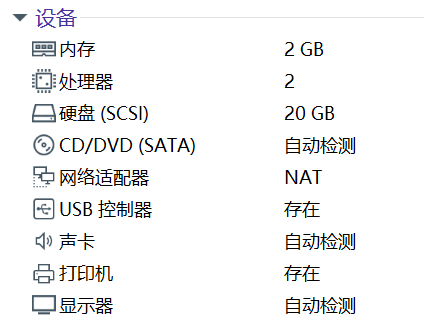 设备
内存 2 GB
处理器 2
硬盘 (SCSI) 20 GB
CD/DVD (SATA) 自动检测
网络适配器 NAT
USB 控制器 存在
声卡 自动检测
打印机 存在
显示器 自动检测